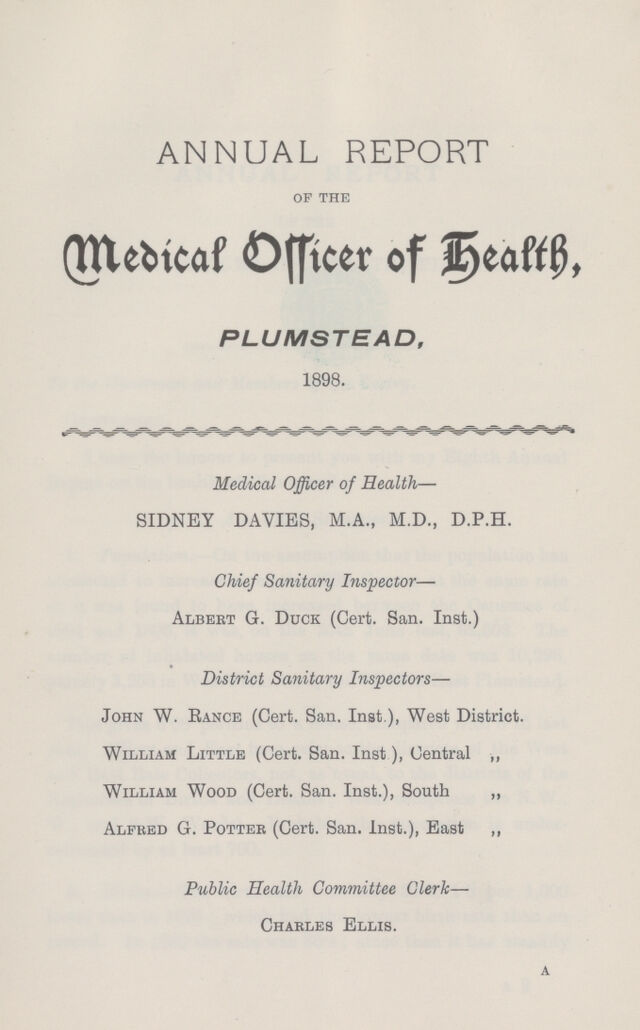 ANNUAL REPORT
OF THE
Medical Officer of Health,
PLUMSTEAD,
1898.
Medical Officer of Health—
SIDNEY DAVIES, M.A., M.D., D.P.H.
Chief Sanitary Inspector—
ALBERT G. DUCK (Cert. San. Inst.)
District Sanitary Inspectors—
JOHN W. RANCE (Cert. San. Inst.), West District.
WILLIAM LITTLE (Cert. San. Inst ), Central „
WILLIAM WOOD (Cert. San. Inst.), South „
ALFRED G. POTTER (Cert. San. Inst.), East „
Public Health Committee Clerk—
CHARLES ELLIS.
A